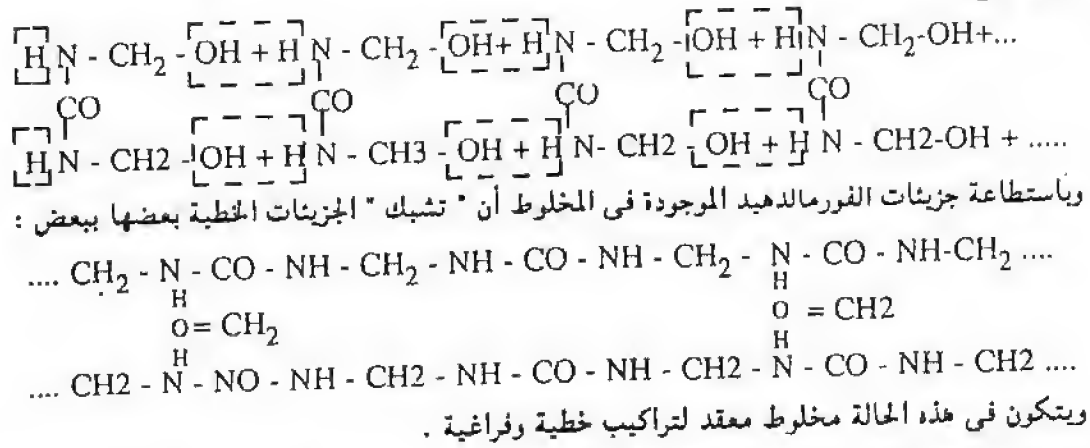 H N - CH₂ - OH + H N - CH₂ - OH+ H N - CH₂ - OH + H N - CH₂-OH+...
CO CO CO CO
H N - CH2 - OH + H N - CH3 - OH + H N- CH2 - OH + H N - CH2-OH + .....
وباستطاعة جزيئات الفورمالدهيد الموجودة فى المخلوط أن " تشبك " الجزيئات الخطية بعضها ببعض :
.... CH₂ - N - CO - NH - CH₂ - NH - CO - NH - CH₂ - N - CO - NH-CH₂ ....
H H
O= CH₂ O = CH2
H H
.... CH2 - N - NO - NH - CH2 - NH - CO - NH - CH2 - N - CO - NH - CH2 ....
ويتكون فى هذه الحالة مخلوط معقد لتراكيب خطية وفراغية .